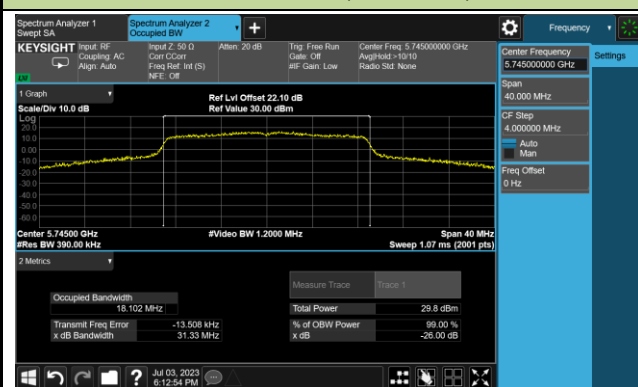 Spectrum Analyzer 1
Swept SA
Spectrum Analyzer 2
Occupied BW
+
Frequency
KEYSIGHT
Input: RF
Coupling: AC
Align: Auto
Input Z: 50 Ω
Corr CCorr
Freq Ref: Int (S)
NFE: Off
Atten: 20 dB
Trig: Free Run
Gate: Off
#IF Gain: Low
Center Freq: 5.745000000 GHz
Avg|Hold:>10/10
Radio Std: None
LXI
Center Frequency
5.745000000 GHz
Settings
Span
40.000 MHz
CF Step
4.000000 MHz
Auto
Man
Freq Offset
0 Hz
1 Graph
Scale/Div 10.0 dB
Ref Lvl Offset 22.10 dB
Ref Value 30.00 dBm
Log
20.0
10.0
0.00
-10.0
-20.0
-30.0
-40.0
-50.0
-60.0
Center 5.74500 GHz
#Res BW 390.00 kHz
#Video BW 1.2000 MHz
Span 40 MHz
Sweep 1.07 ms (2001 pts)
2 Metrics
Measure Trace
Trace 1
Occupied Bandwidth
18.102 MHz
Total Power
29.8 dBm
Transmit Freq Error
-13.508 kHz
% of OBW Power
99.00 %
x dB Bandwidth
31.33 MHz
x dB
-26.00 dB
?
Jul 03, 2023
6:12:54 PM